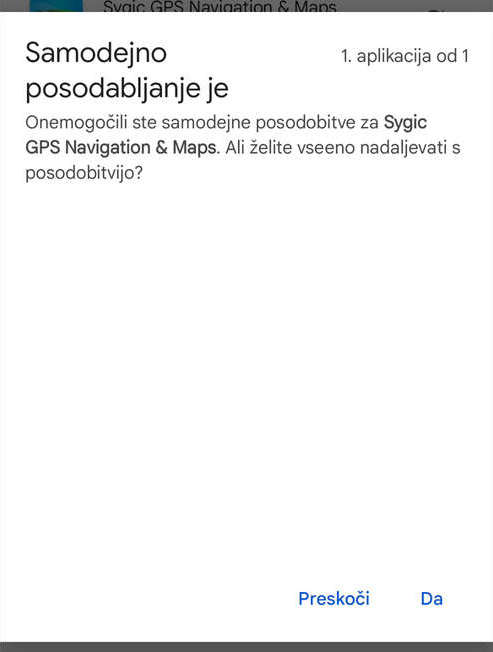 Sygic GPS Navigation & Maps
Samodejno
posodabljanje je
1. aplikacija od 1
Onemogočili ste samodejne posodobitve za Sygic
GPS Navigation & Maps. Ali želite vseeno nadaljevati s
posodobitvijo?
Preskoči
Da